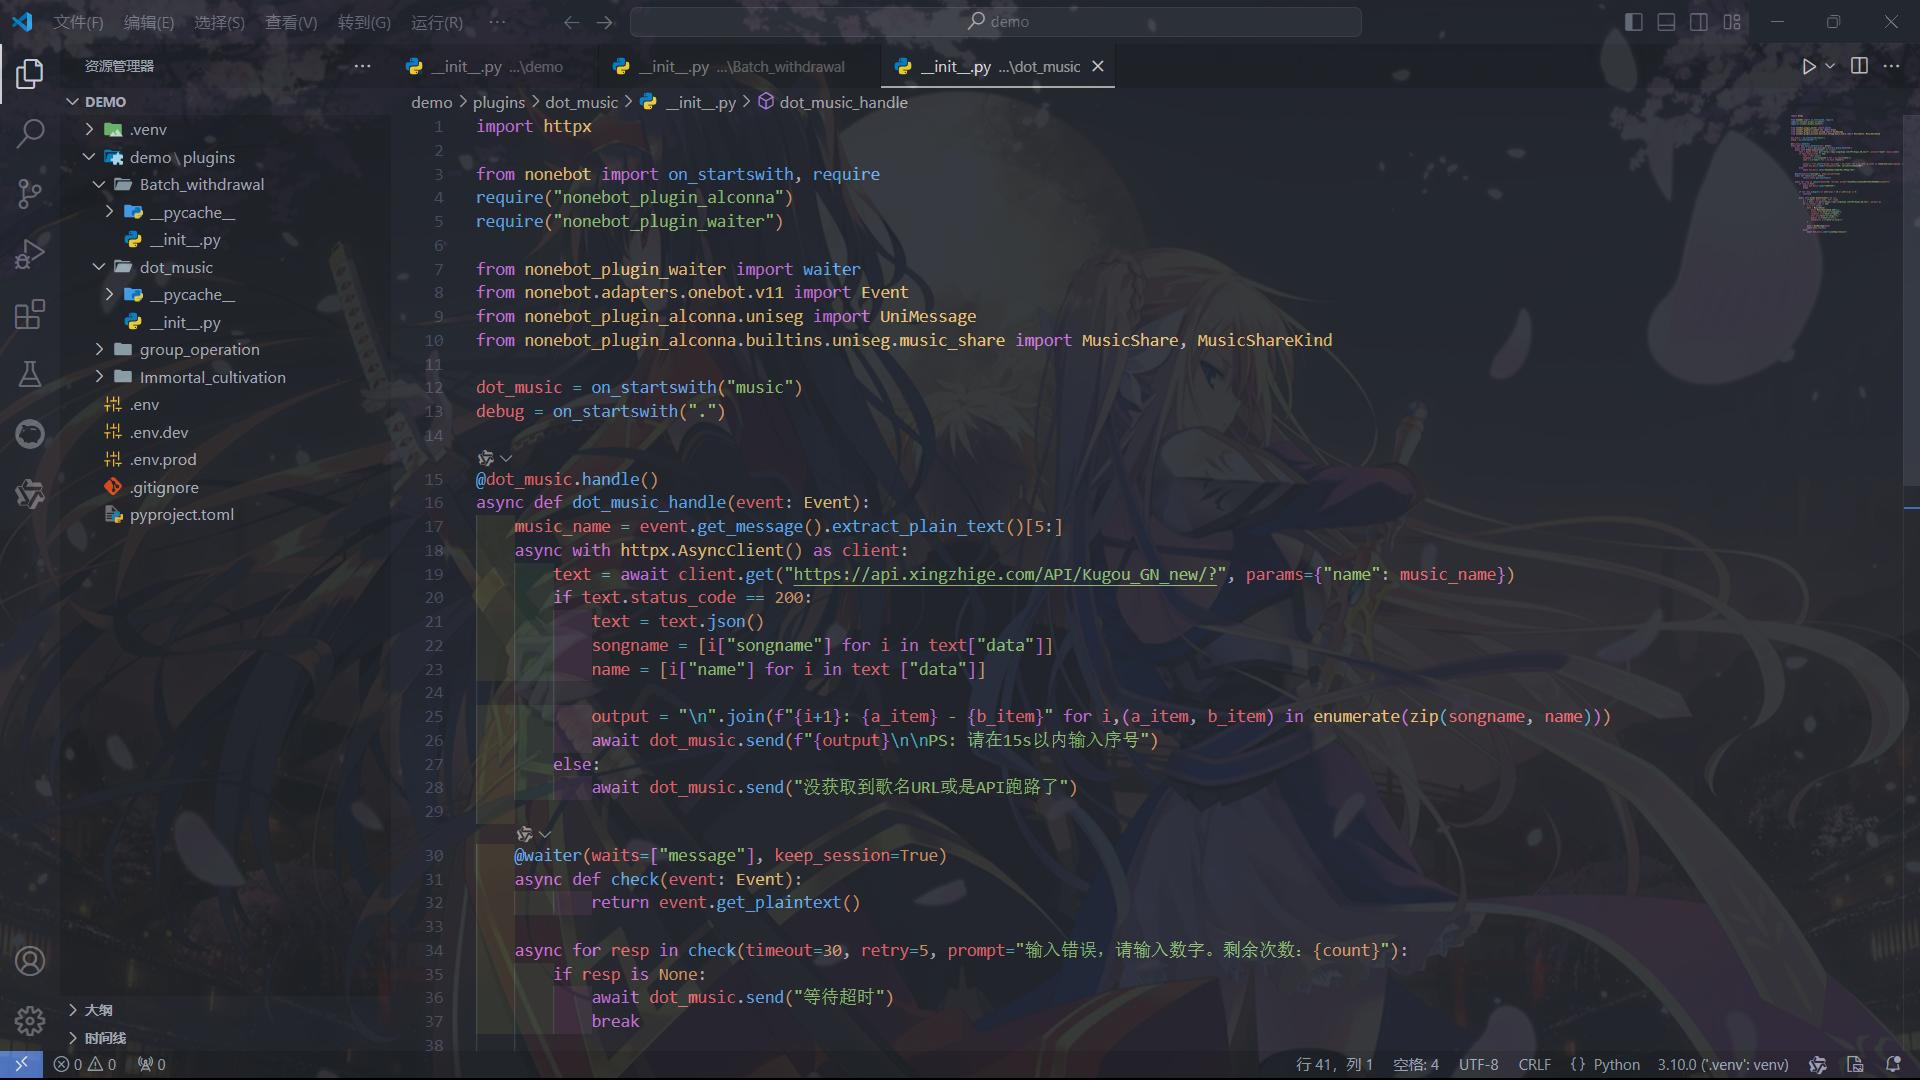 文件(F) 编辑(E) 选择(S) 查看(V) 转到(G) 运行(R) ··· demo
资源管理器 ···
DEMO
.venv
demo \ plugins
Batch_withdrawal
__pycache__
__init__.py
dot_music
__pycache__
__init__.py
group_operation
Immortal_cultivation
.env
.env.dev
.env.prod
.gitignore
pyproject.toml
大纲
时间线
__init__.py ...\demo __init__.py ...\Batch_withdrawal __init__.py ...\dot_music
demo > plugins > dot_music > __init__.py > dot_music_handle
1 import httpx
2
3 from nonebot import on_startswith, require
4 require("nonebot_plugin_alconna")
5 require("nonebot_plugin_waiter")
6
7 from nonebot_plugin_waiter import waiter
8 from nonebot.adapters.onebot.v11 import Event
9 from nonebot_plugin_alconna.uniseg import UniMessage
10 from nonebot_plugin_alconna.builtins.uniseg.music_share import MusicShare, MusicShareKind
11
12 dot_music = on_startswith("music")
13 debug = on_startswith(".")
14
15 @dot_music.handle()
16 async def dot_music_handle(event: Event):
17 music_name = event.get_message().extract_plain_text()[5:]
18 async with httpx.AsyncClient() as client:
19 text = await client.get("https://api.xingzhige.com/API/Kugou_GN_new/?", params={"name": music_name})
20 if text.status_code == 200:
21 text = text.json()
22 songname = [i["songname"] for i in text["data"]]
23 name = [i["name"] for i in text ["data"]]
24
25 output = "\n".join(f"{i+1}: {a_item} - {b_item}" for i,(a_item, b_item) in enumerate(zip(songname, name)))
26 await dot_music.send(f"{output}\n\nPS: 请在15s以内输入序号")
27 else:
28 await dot_music.send("没获取到歌名URL或是API跑路了")
29
30 @waiter(waits=["message"], keep_session=True)
31 async def check(event: Event):
32 return event.get_plaintext()
33
34 async for resp in check(timeout=30, retry=5, prompt="输入错误，请输入数字。剩余次数：{count}"):
35 if resp is None:
36 await dot_music.send("等待超时")
37 break
38
0 0 0 行 41，列 1 空格: 4 UTF-8 CRLF {} Python 3.10.0 ('.venv': venv)